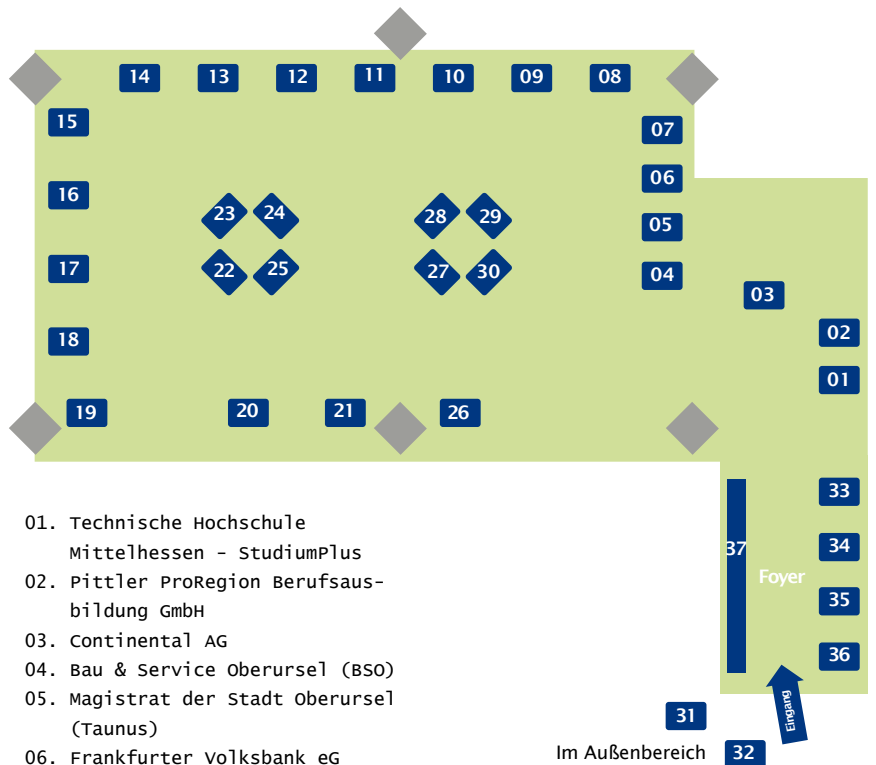 14 13 12 11 10 09 08
15
07
16
06
23 24 28 29
05
17
22 25 27 30
04
03
18
02
01
19 20 21 26
33
37
34
Foyer
35
36
Eingang
31
Im Außenbereich 32
01. Technische Hochschule
Mittelhessen - StudiumPlus
02. Pittler ProRegion Berufsaus-
bildung GmbH
03. Continental AG
04. Bau & Service Oberursel (BSO)
05. Magistrat der Stadt Oberursel
(Taunus)
06. Frankfurter Volksbank eG